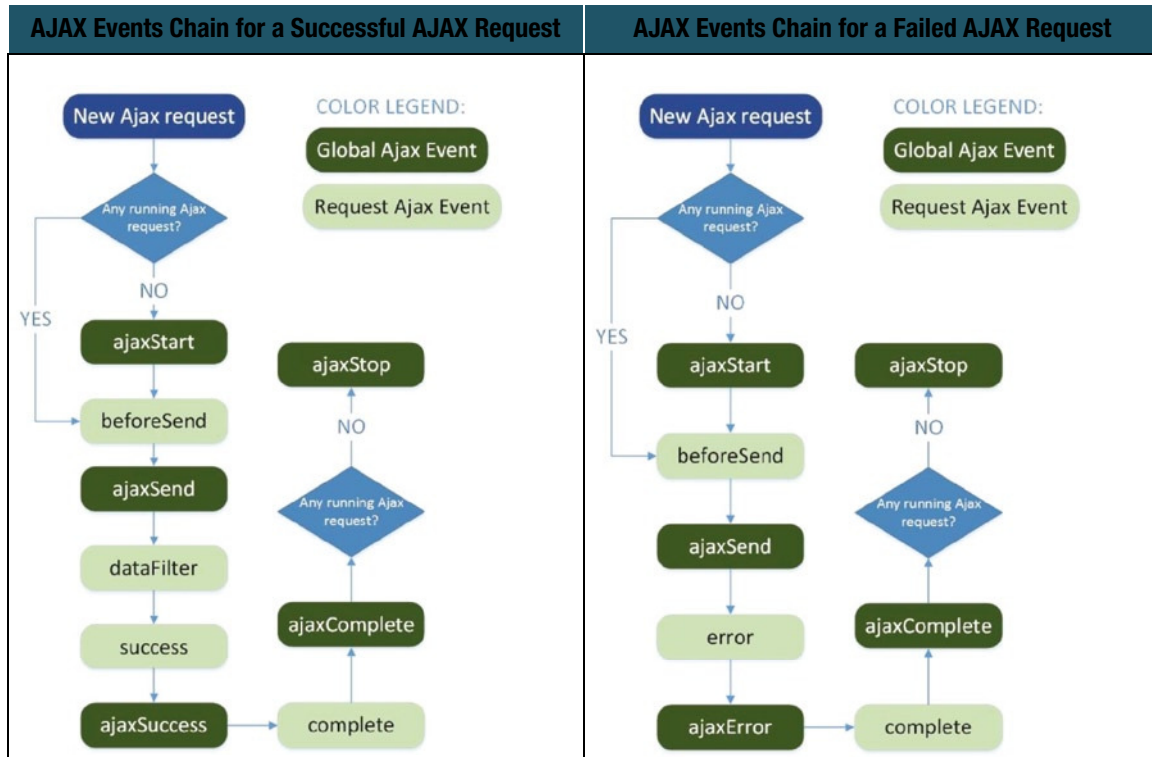 AJAX Events Chain for a Successful AJAX Request
New Ajax request
COLOR LEGEND:
Global Ajax Event
Request Ajax Event
Any running Ajax
request?
NO
YES
ajaxStart
beforeSend
ajaxSend
dataFilter
success
ajaxSuccess
complete
ajaxComplete
Any running Ajax
request?
NO
ajaxStop
AJAX Events Chain for a Failed AJAX Request
New Ajax request
COLOR LEGEND:
Global Ajax Event
Request Ajax Event
Any running Ajax
request?
NO
YES
ajaxStart
beforeSend
ajaxSend
error
ajaxError
complete
ajaxComplete
Any running Ajax
request?
NO
ajaxStop